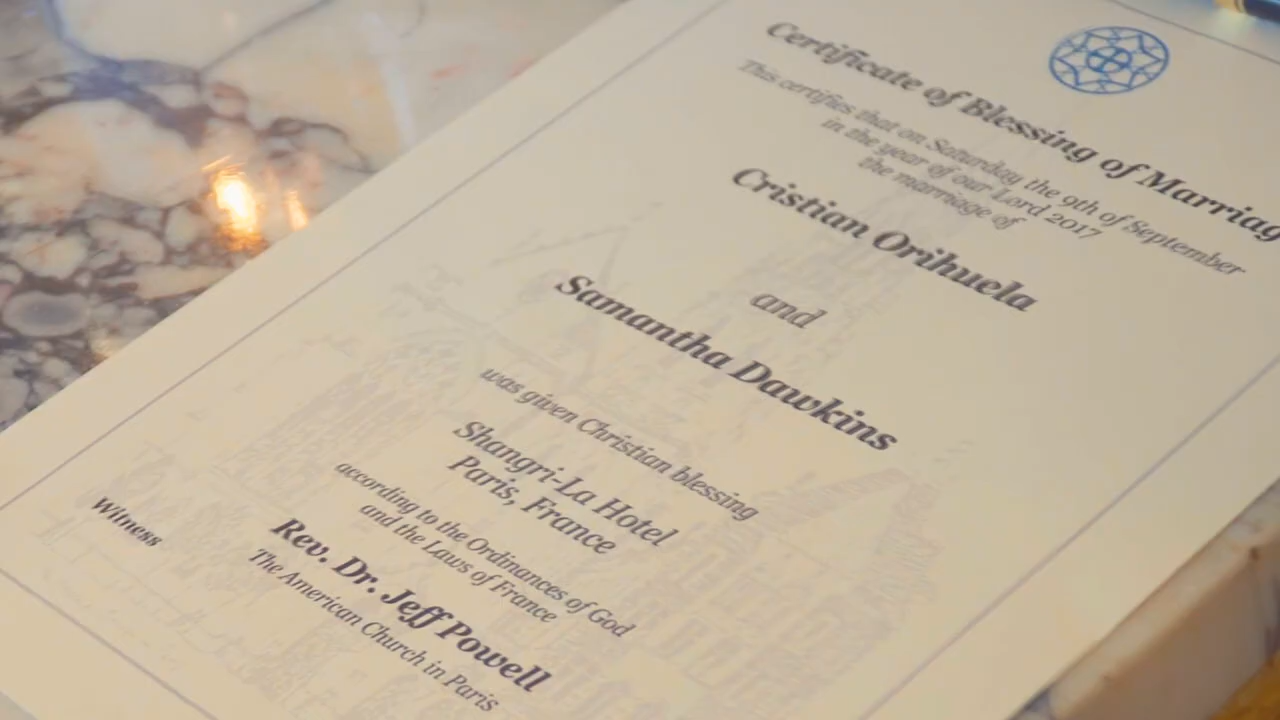 Certificate of Blessing of Marriag
This certifies that on Saturday the 9th of September
in the year of our Lord 2017
the marriage of
Cristian Orihuela
and
Samantha Dawkins
was given Christian blessing
Shangri-La Hotel
Paris, France
according to the Ordinances of God
and the Laws of France
Witness
Rev. Dr. Jeff Powell
The American Church in Paris